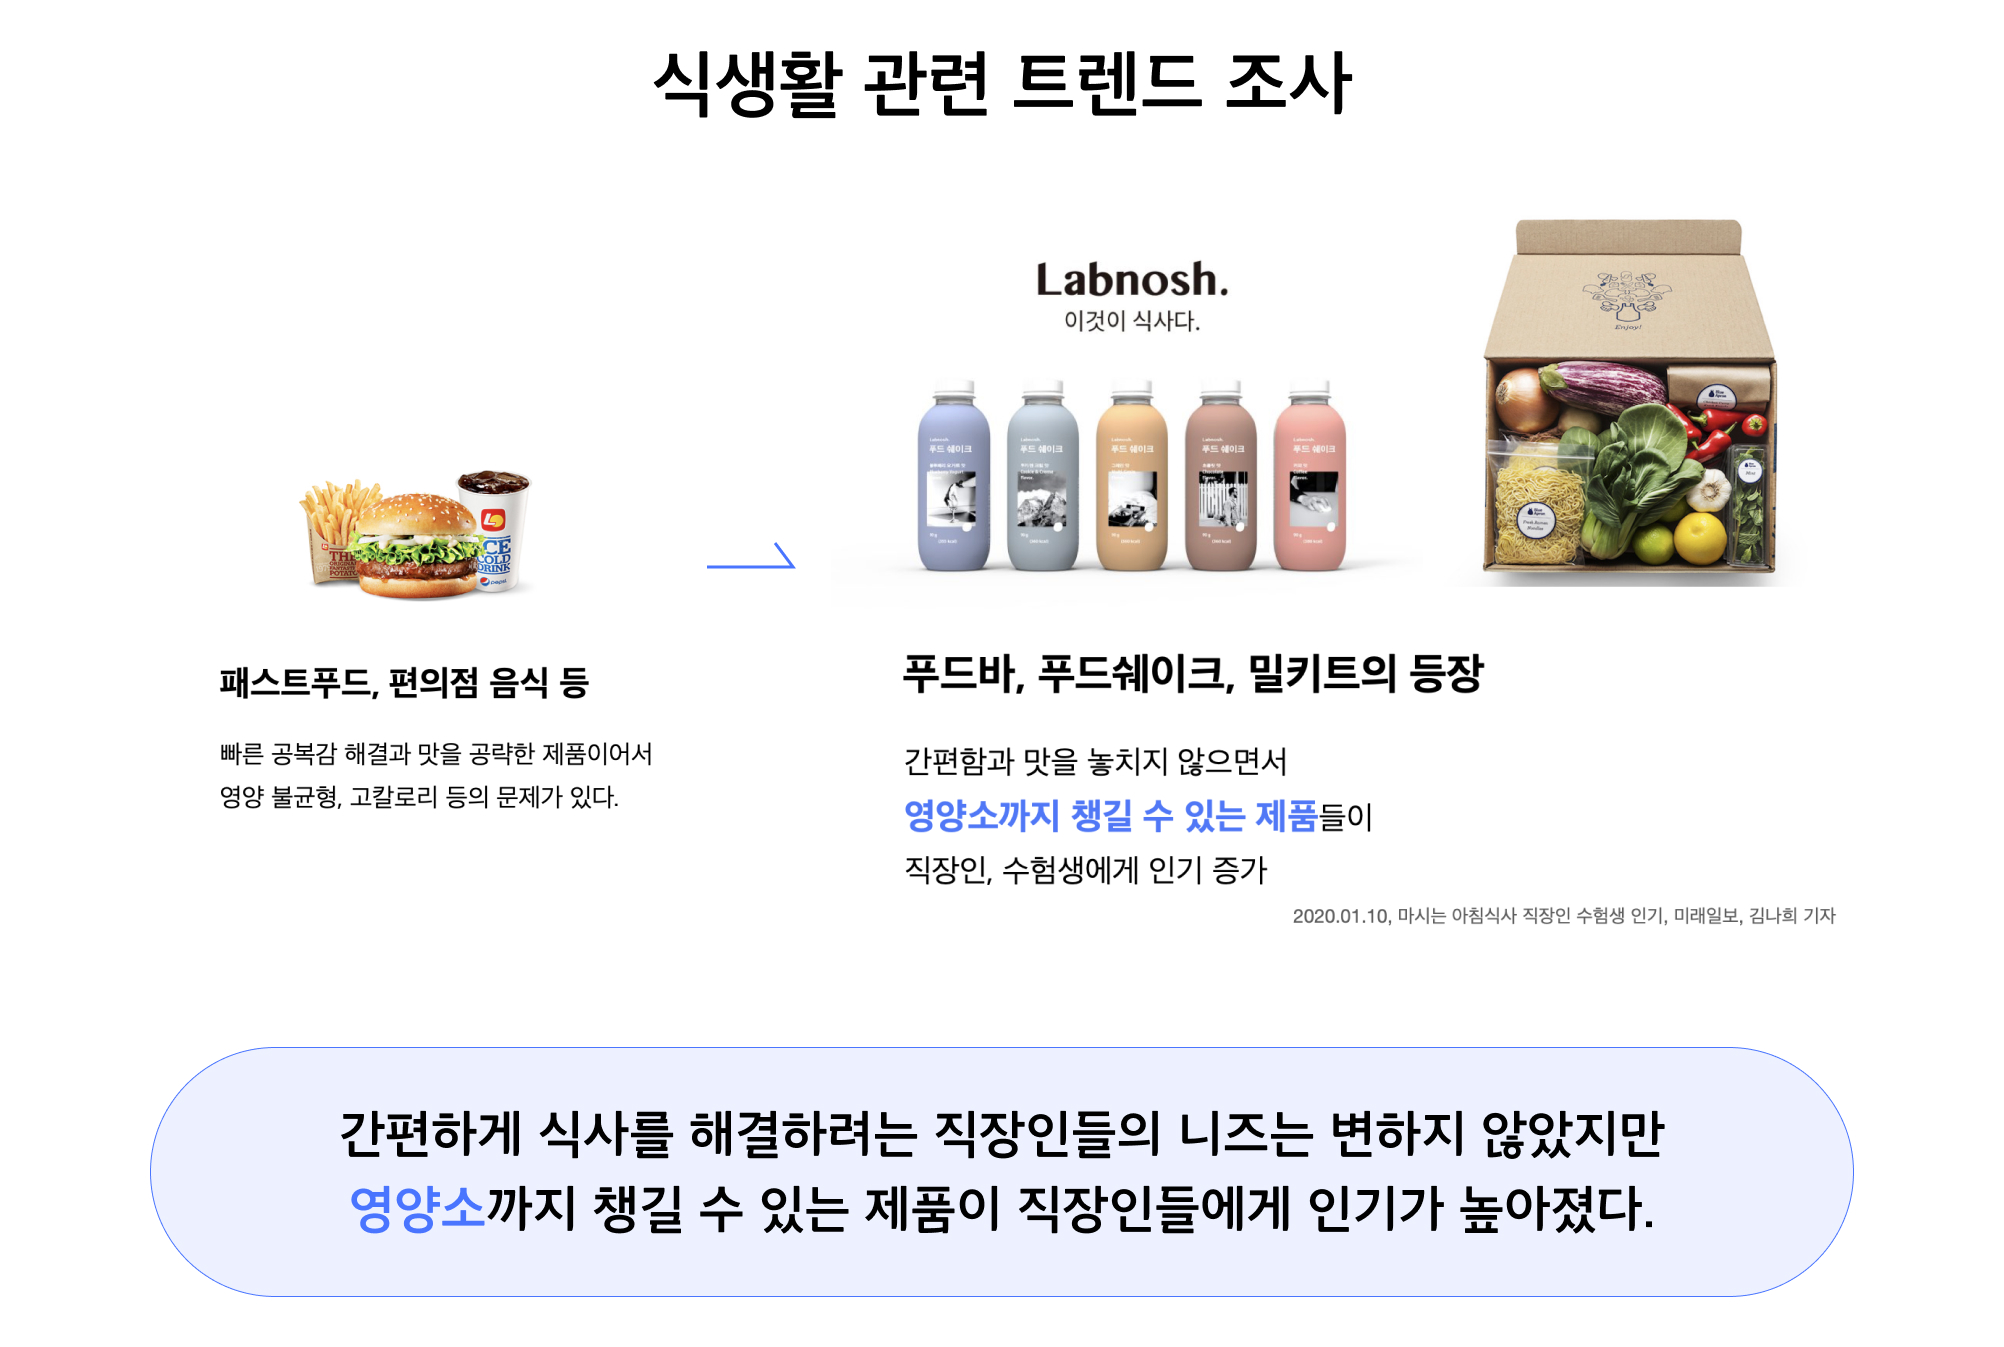 식생활 관련 트렌드 조사
Labnosh.
이것이 식사다.
Enjoy!
THE
ORIGINAL
FANTASTIC
POTATO
ICE
COLD
DRINK
pepsi
Labnosh.
푸드 쉐이크
Labnosh.
푸드 쉐이크
Labnosh.
푸드 쉐이크
Labnosh.
푸드 쉐이크
Labnosh.
푸드 쉐이크
패스트푸드, 편의점 음식 등
빠른 공복감 해결과 맛을 공략한 제품이어서
영양 불균형, 고칼로리 등의 문제가 있다.
푸드바, 푸드쉐이크, 밀키트의 등장
간편함과 맛을 놓치지 않으면서
영양소까지 챙길 수 있는 제품들이
직장인, 수험생에게 인기 증가
2020.01.10, 마시는 아침식사 직장인 수험생 인기, 미래일보, 김나희 기자
간편하게 식사를 해결하려는 직장인들의 니즈는 변하지 않았지만
영양소까지 챙길 수 있는 제품이 직장인들에게 인기가 높아졌다.